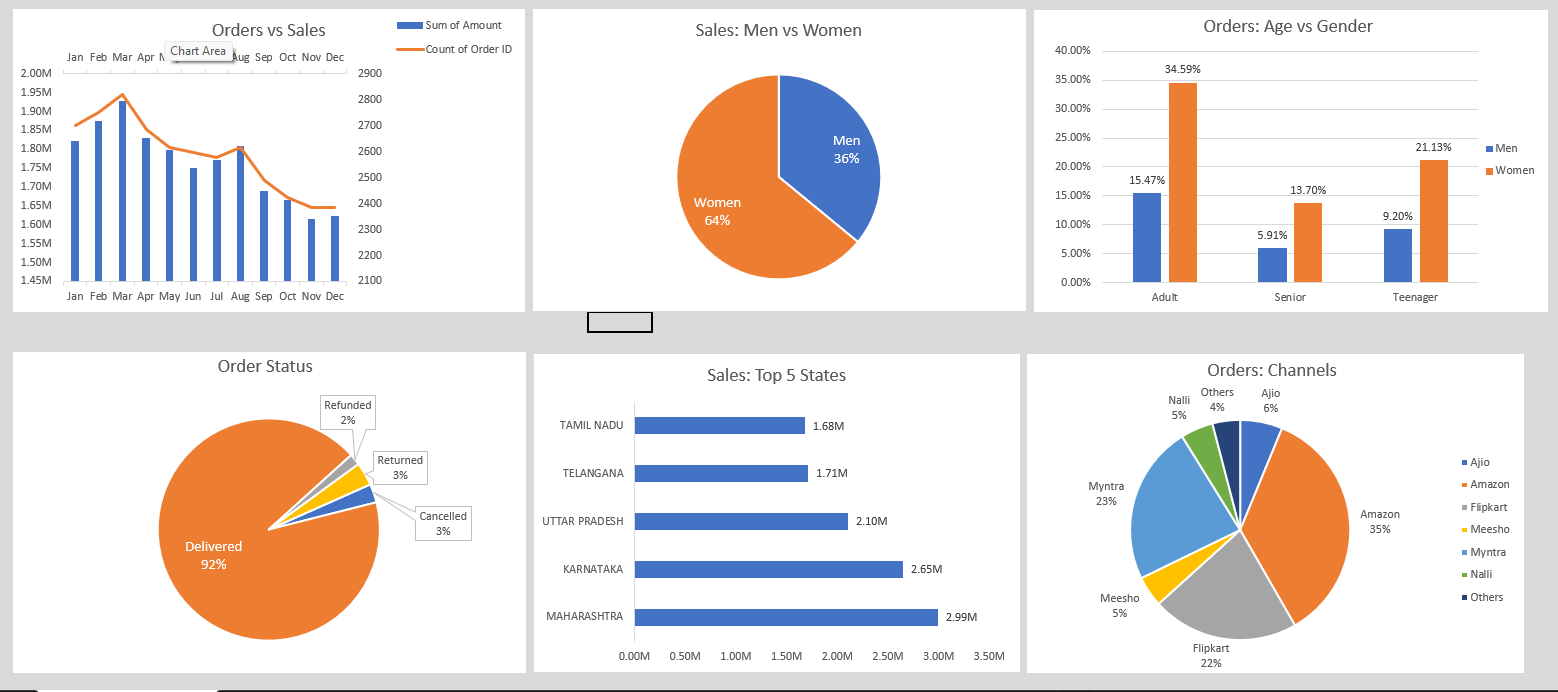 Orders vs Sales
Sum of Amount
Count of Order ID
Chart Area
Jan Feb Mar Apr Aug Sep Oct Nov Dec
2.00M
1.95M
1.90M
1.85M
1.80M
1.75M
1.70M
1.65M
1.60M
1.55M
1.50M
1.45M
2900
2800
2700
2600
2500
2400
2300
2200
2100
Jan Feb Mar Apr May Jun Jul Aug Sep Oct Nov Dec
Sales: Men vs Women
Men
36%
Women
64%
Orders: Age vs Gender
40.00%
35.00%
30.00%
25.00%
20.00%
15.00%
10.00%
5.00%
0.00%
15.47%
34.59%
5.91%
13.70%
9.20%
21.13%
Adult Senior Teenager
Men
Women
Order Status
Refunded
2%
Returned
3%
Cancelled
3%
Delivered
92%
Sales: Top 5 States
TAMIL NADU 1.68M
TELANGANA 1.71M
UTTAR PRADESH 2.10M
KARNATAKA 2.65M
MAHARASHTRA 2.99M
0.00M 0.50M 1.00M 1.50M 2.00M 2.50M 3.00M 3.50M
Orders: Channels
Nalli
5%
Others
4%
Ajio
6%
Myntra
23%
Amazon
35%
Meesho
5%
Flipkart
22%
Ajio
Amazon
Flipkart
Meesho
Myntra
Nalli
Others